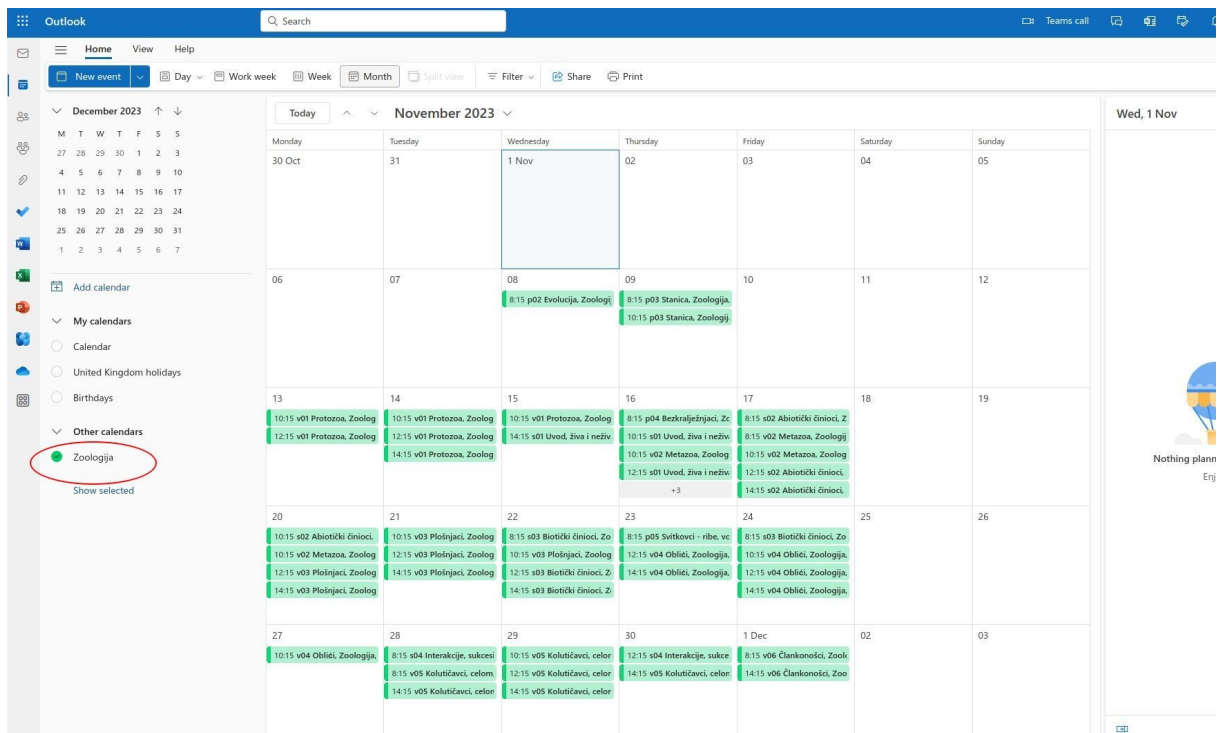 Outlook
Search
Teams call
Home View Help
New event Day Work week Week Month Split view Filter Share Print
December 2023
M T W T F S S
27 28 29 30 1 2 3
4 5 6 7 8 9 10
11 12 13 14 15 16 17
18 19 20 21 22 23 24
25 26 27 28 29 30 31
1 2 3 4 5 6 7
Add calendar
My calendars
Calendar
United Kingdom holidays
Birthdays
Other calendars
Zoologija
Show selected
Today November 2023
Monday Tuesday Wednesday Thursday Friday Saturday Sunday
30 Oct 31 1 Nov 02 03 04 05
06 07 08 09 10 11 12
8:15 p02 Evolucija, Zoologij 8:15 p03 Stanica, Zoologija,
10:15 p03 Stanica, Zoologij
13 14 15 16 17 18 19
10:15 v01 Protozoa, Zoolog 10:15 v01 Protozoa, Zoolog 10:15 v01 Protozoa, Zoolog 8:15 p04 Bezkralježnjaci, Zo 8:15 s02 Abiotički činioci, Z
12:15 v01 Protozoa, Zoolog 12:15 v01 Protozoa, Zoolog 14:15 s01 Uvod, živa i neživ 10:15 s01 Uvod, živa i neživa 8:15 v02 Metazoa, Zoologij
14:15 v01 Protozoa, Zoolog 10:15 v02 Metazoa, Zoolog 10:15 v02 Metazoa, Zoolog
12:15 s01 Uvod, živa i neživa 12:15 s02 Abiotički činioci,
+3 14:15 s02 Abiotički činioci,
20 21 22 23 24 25 26
10:15 s02 Abiotički činioci, 10:15 v03 Plošnjaci, Zoolog 8:15 s03 Biotički činioci, Zo 8:15 p05 Svitkovci - ribe, vo 8:15 s03 Biotički činioci, Zo
10:15 v02 Metazoa, Zoolog 12:15 v03 Plošnjaci, Zoolog 10:15 v03 Plošnjaci, Zoolog 12:15 v04 Oblići, Zoologija, 10:15 v04 Oblići, Zoologija,
12:15 v03 Plošnjaci, Zoolog 14:15 v03 Plošnjaci, Zoolog 12:15 s03 Biotički činioci, Z 14:15 v04 Oblići, Zoologija, 12:15 v04 Oblići, Zoologija,
14:15 v03 Plošnjaci, Zoolog 14:15 s03 Biotički činioci, Z 14:15 v04 Oblići, Zoologija,
27 28 29 30 1 Dec 02 03
10:15 v04 Oblići, Zoologija, 8:15 s04 Interakcije, sukcesi 10:15 v05 Kolutićavci, celor 12:15 s04 Interakcije, sukce 8:15 v06 Člankonošci, Zool
8:15 v05 Kolutićavci, celom, 12:15 v05 Kolutićavci, celor 14:15 v05 Kolutićavci, celor 14:15 v06 Člankonošci, Zoo
14:15 v05 Kolutićavci, celon 14:15 v05 Kolutićavci, celor
Wed, 1 Nov
Nothing plann
Enj